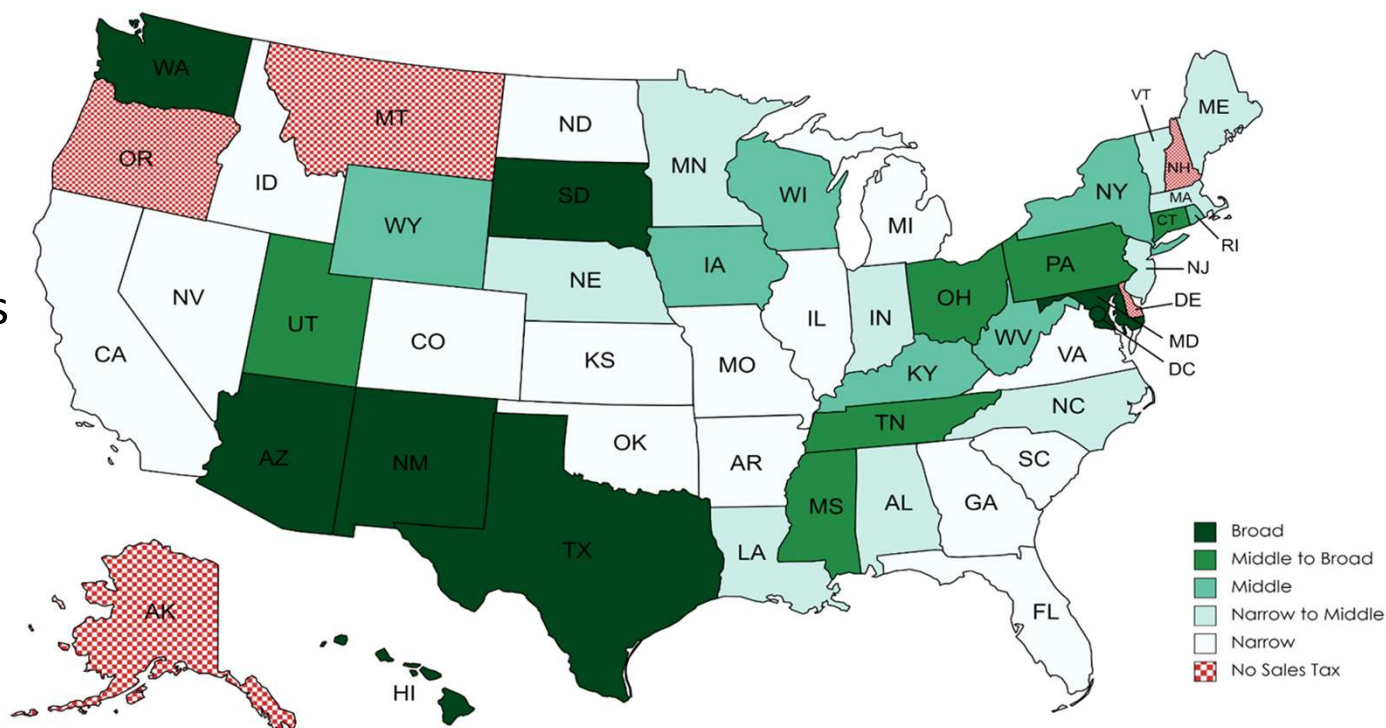 WA
MT
ND
MN
VT
ME
OR
ID
SD
WI
NH
NY
MA
WY
MI
CT
RI
NE
IA
PA
NJ
s
NV
UT
IL
IN
OH
DE
CO
WV
MD
CA
KS
MO
VA
DC
KY
NC
TN
AZ
NM
OK
AR
SC
MS
AL
GA
TX
LA
Broad
Middle to Broad
Middle
AK
FL
Narrow to Middle
Narrow
No Sales Tax
HI